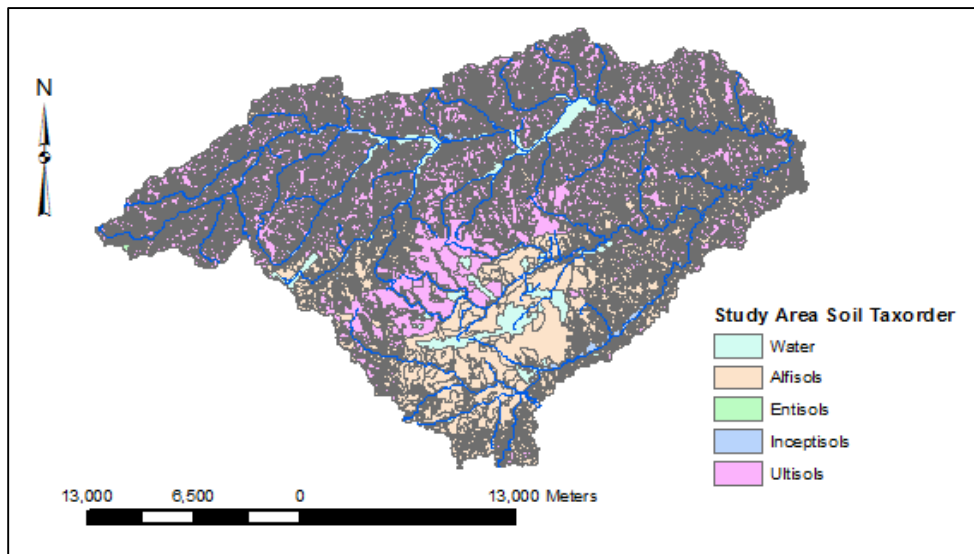 N
Study Area Soil Taxorder
Water
Alfisols
Entisols
Inceptisols
Ultisols
13,000 6,500 0 13,000 Meters